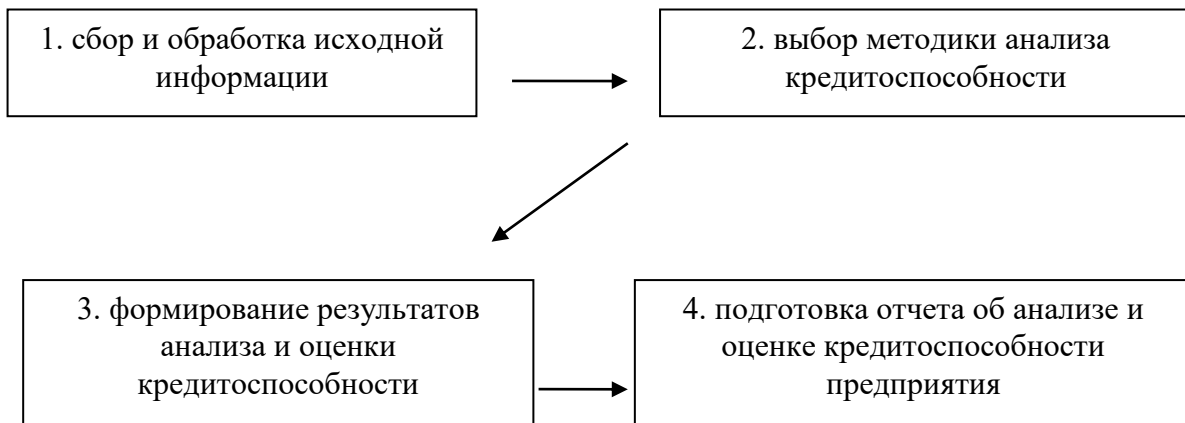 1. сбор и обработка исходной
информации
2. выбор методики анализа
кредитоспособности
3. формирование результатов
анализа и оценки
кредитоспособности
4. подготовка отчета об анализе и
оценке кредитоспособности
предприятия